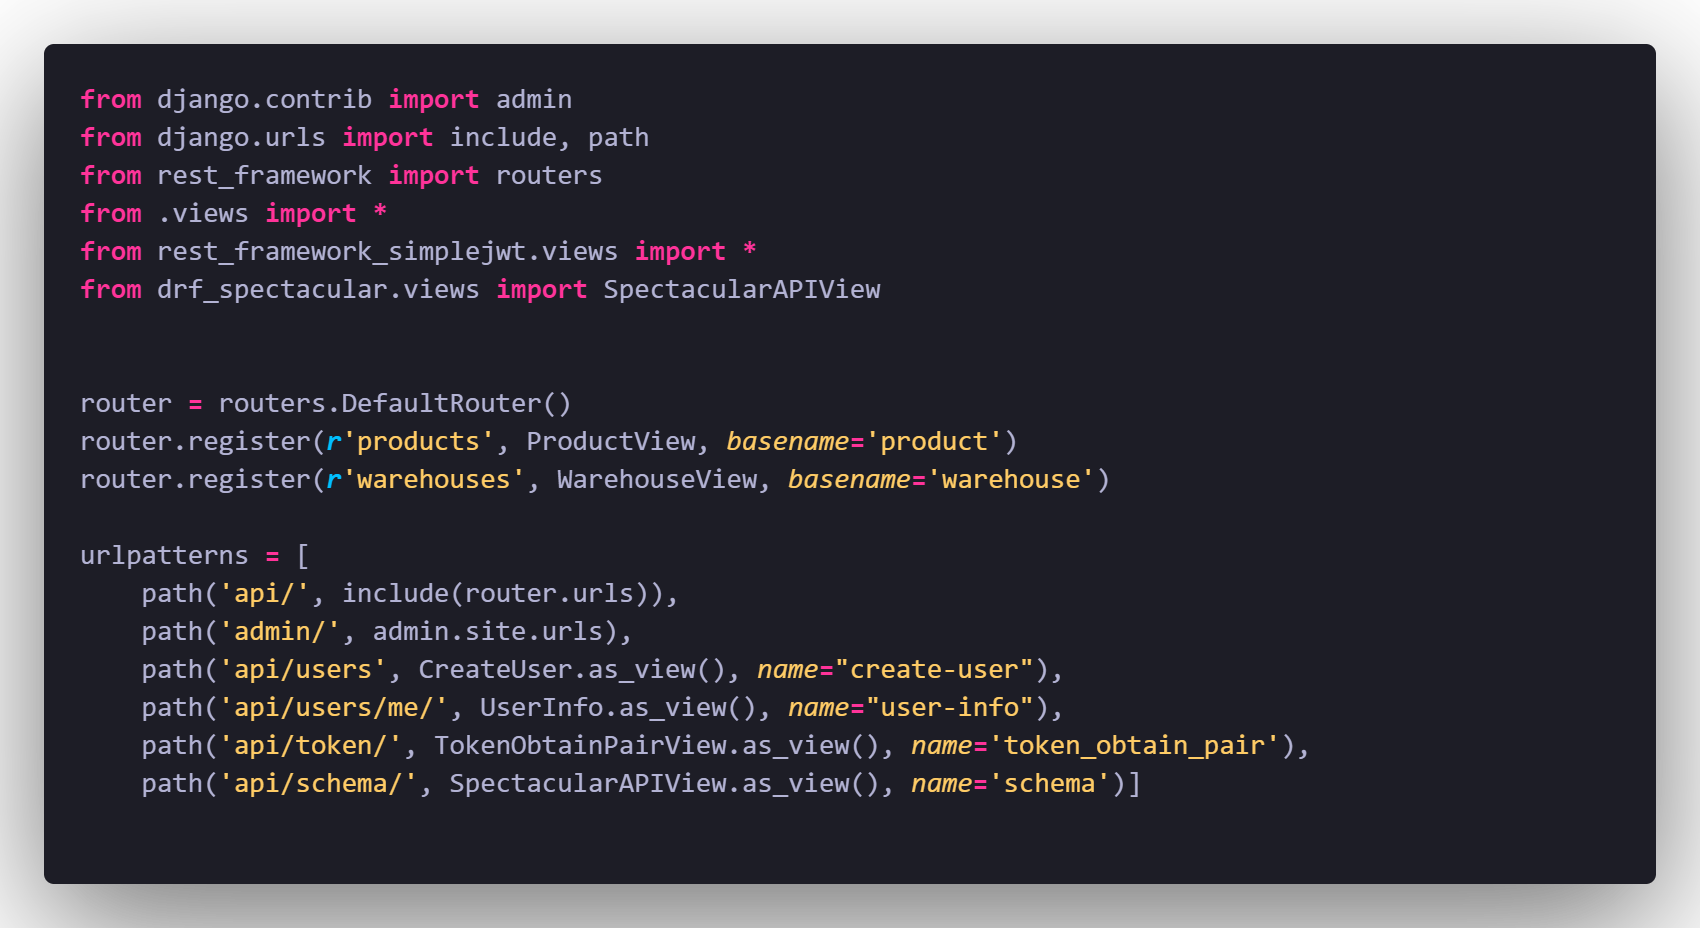 from django.contrib import admin
from django.urls import include, path
from rest_framework import routers
from .views import *
from rest_framework_simplejwt.views import *
from drf_spectacular.views import SpectacularAPIView
router = routers.DefaultRouter()
router.register(r'products', ProductView, basename='product')
router.register(r'warehouses', WarehouseView, basename='warehouse')
urlpatterns = [
    path('api/', include(router.urls)),
    path('admin/', admin.site.urls),
    path('api/users', CreateUser.as_view(), name="create-user"),
    path('api/users/me/', UserInfo.as_view(), name="user-info"),
    path('api/token/', TokenObtainPairView.as_view(), name='token_obtain_pair'),
    path('api/schema/', SpectacularAPIView.as_view(), name='schema')]